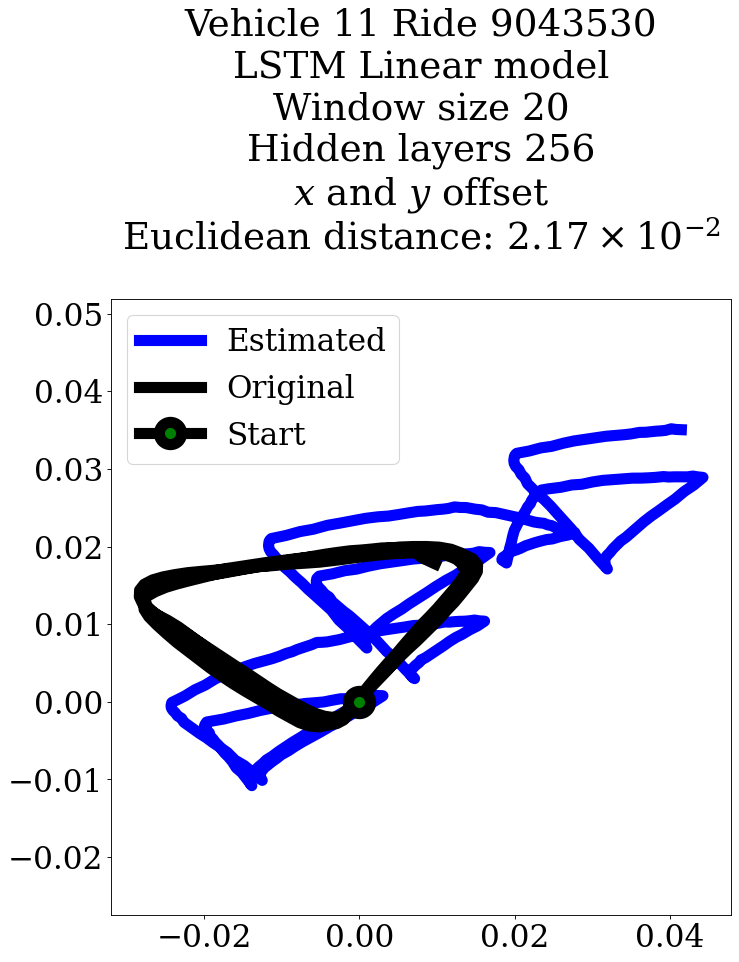 Vehicle 11 Ride 9043530
LSTM Linear model
Window size 20
Hidden layers 256
x and y offset
Euclidean distance: 2.17 × 10⁻²
0.05
0.04
0.03
0.02
0.01
0.00
−0.01
−0.02
Estimated
Original
Start
−0.02
0.00
0.02
0.04